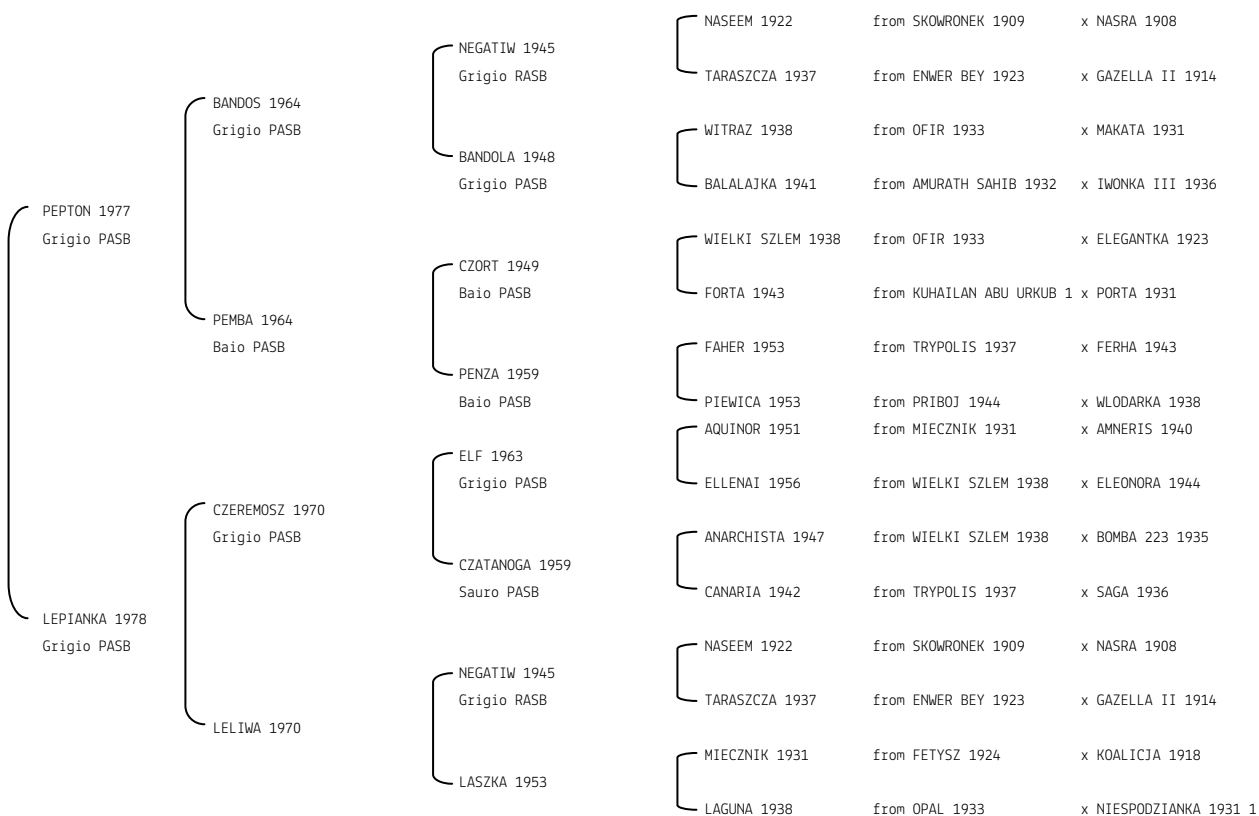 NASEEM 1922 from SKOWRONEK 1909 x NASRA 1908
NEGATIW 1945
Grigio RASB TARASZCZA 1937 from ENWER BEY 1923 x GAZELLA II 1914
BANDOS 1964
Grigio PASB WITRAZ 1938 from OFIR 1933 x MAKATA 1931
BANDOLA 1948
Grigio PASB BALALAJKA 1941 from AMURATH SAHIB 1932 x IWONKA III 1936
PEPTON 1977
Grigio PASB WIELKI SZLEM 1938 from OFIR 1933 x ELEGANTKA 1923
CZORT 1949
Baio PASB FORTA 1943 from KUHAILAN ABU URKUB 1 x PORTA 1931
PEMBA 1964
Baio PASB FAHER 1953 from TRYPOLIS 1937 x FERHA 1943
PENZA 1959
Baio PASB PIEWICA 1953 from PRIBOJ 1944 x WLODARKA 1938
AQUINOR 1951 from MIECZNIK 1931 x AMNERIS 1940
ELF 1963
Grigio PASB ELLENAI 1956 from WIELKI SZLEM 1938 x ELEONORA 1944
CZEREMOSZ 1970
Grigio PASB ANARCHISTA 1947 from WIELKI SZLEM 1938 x BOMBA 223 1935
CZATANOGA 1959
Sauro PASB CANARIA 1942 from TRYPOLIS 1937 x SAGA 1936
LEPIANKA 1978
Grigio PASB NASEEM 1922 from SKOWRONEK 1909 x NASRA 1908
NEGATIW 1945
Grigio RASB TARASZCZA 1937 from ENWER BEY 1923 x GAZELLA II 1914
LELIWA 1970
MIECZNIK 1931 from FETYSZ 1924 x KOALICJA 1918
LASZKA 1953
LAGUNA 1938 from OPAL 1933 x NIESPODZIANKA 1931 1